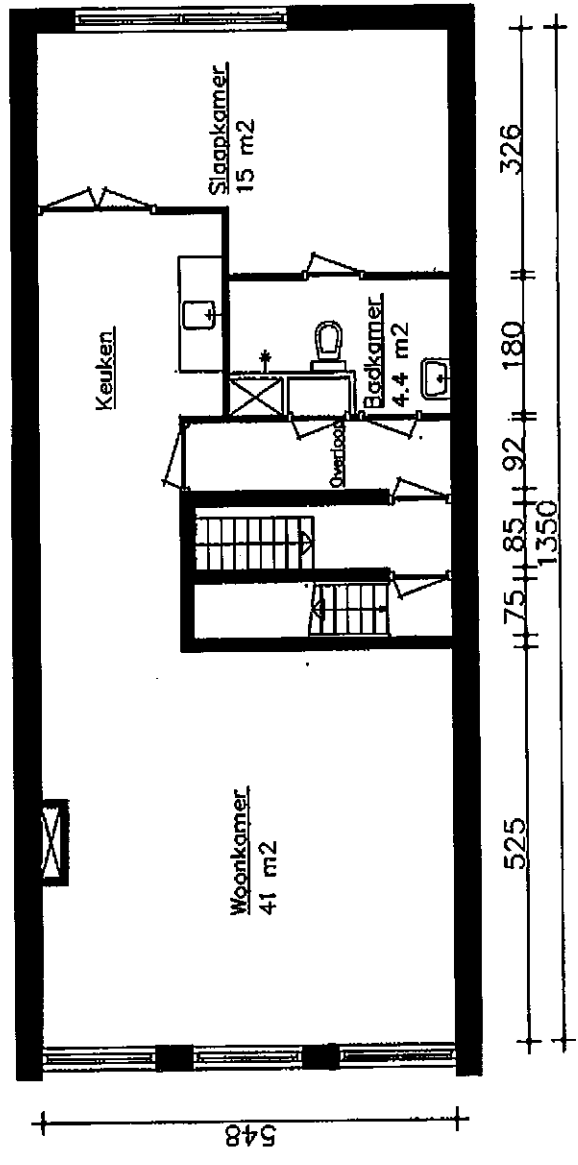 Slaapkamer
15 m2
Keuken
Badkamer
4.4 m2
Overloop
Woonkamer
41 m2
326
180
92
85
75
525
1350
548